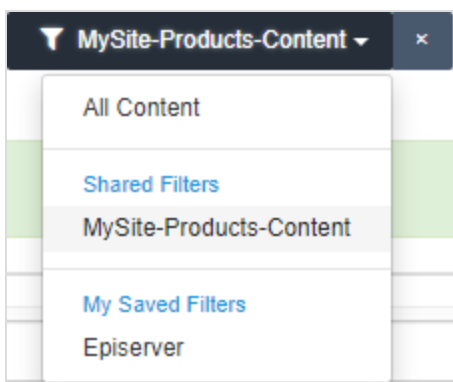 MySite-Products-Content ×
All Content
Shared Filters
MySite-Products-Content
My Saved Filters
Episerver